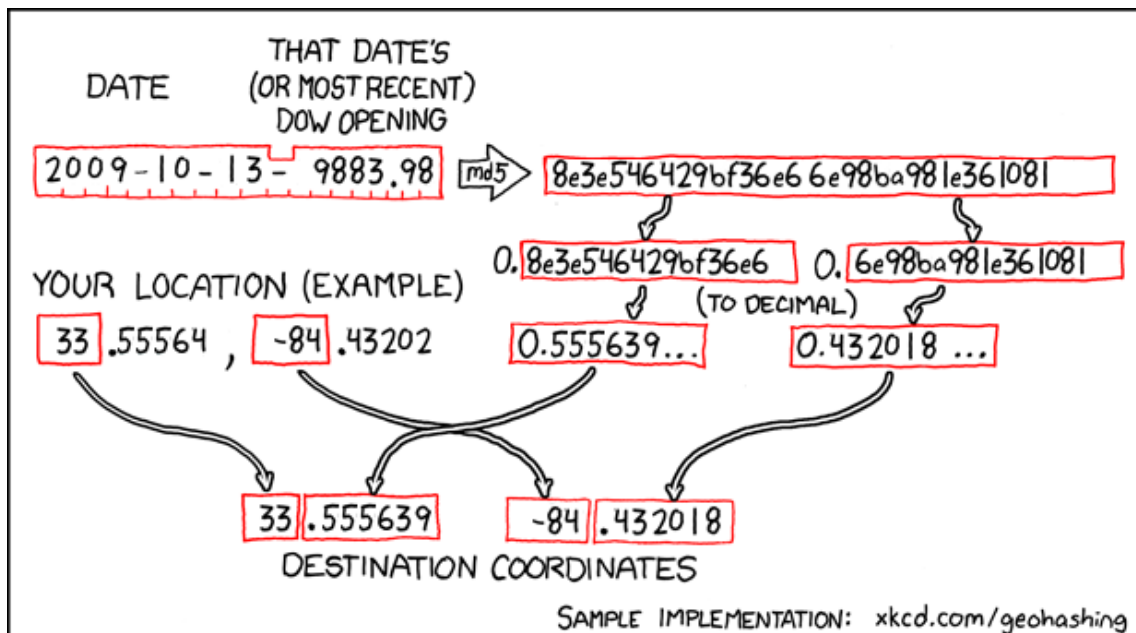 DATE
THAT DATE'S
(OR MOST RECENT)
DOW OPENING
2009-10-13- 9883.98
md5
8e3e546429bf36e66e98ba981e361081
0.8e3e546429bf36e6
0.6e98ba981e361081
YOUR LOCATION (EXAMPLE)
(TO DECIMAL)
33.55564, -84.43202
0.555639...
0.432018 ...
33.555639
-84.432018
DESTINATION COORDINATES
SAMPLE IMPLEMENTATION: xkcd.com/geohashing